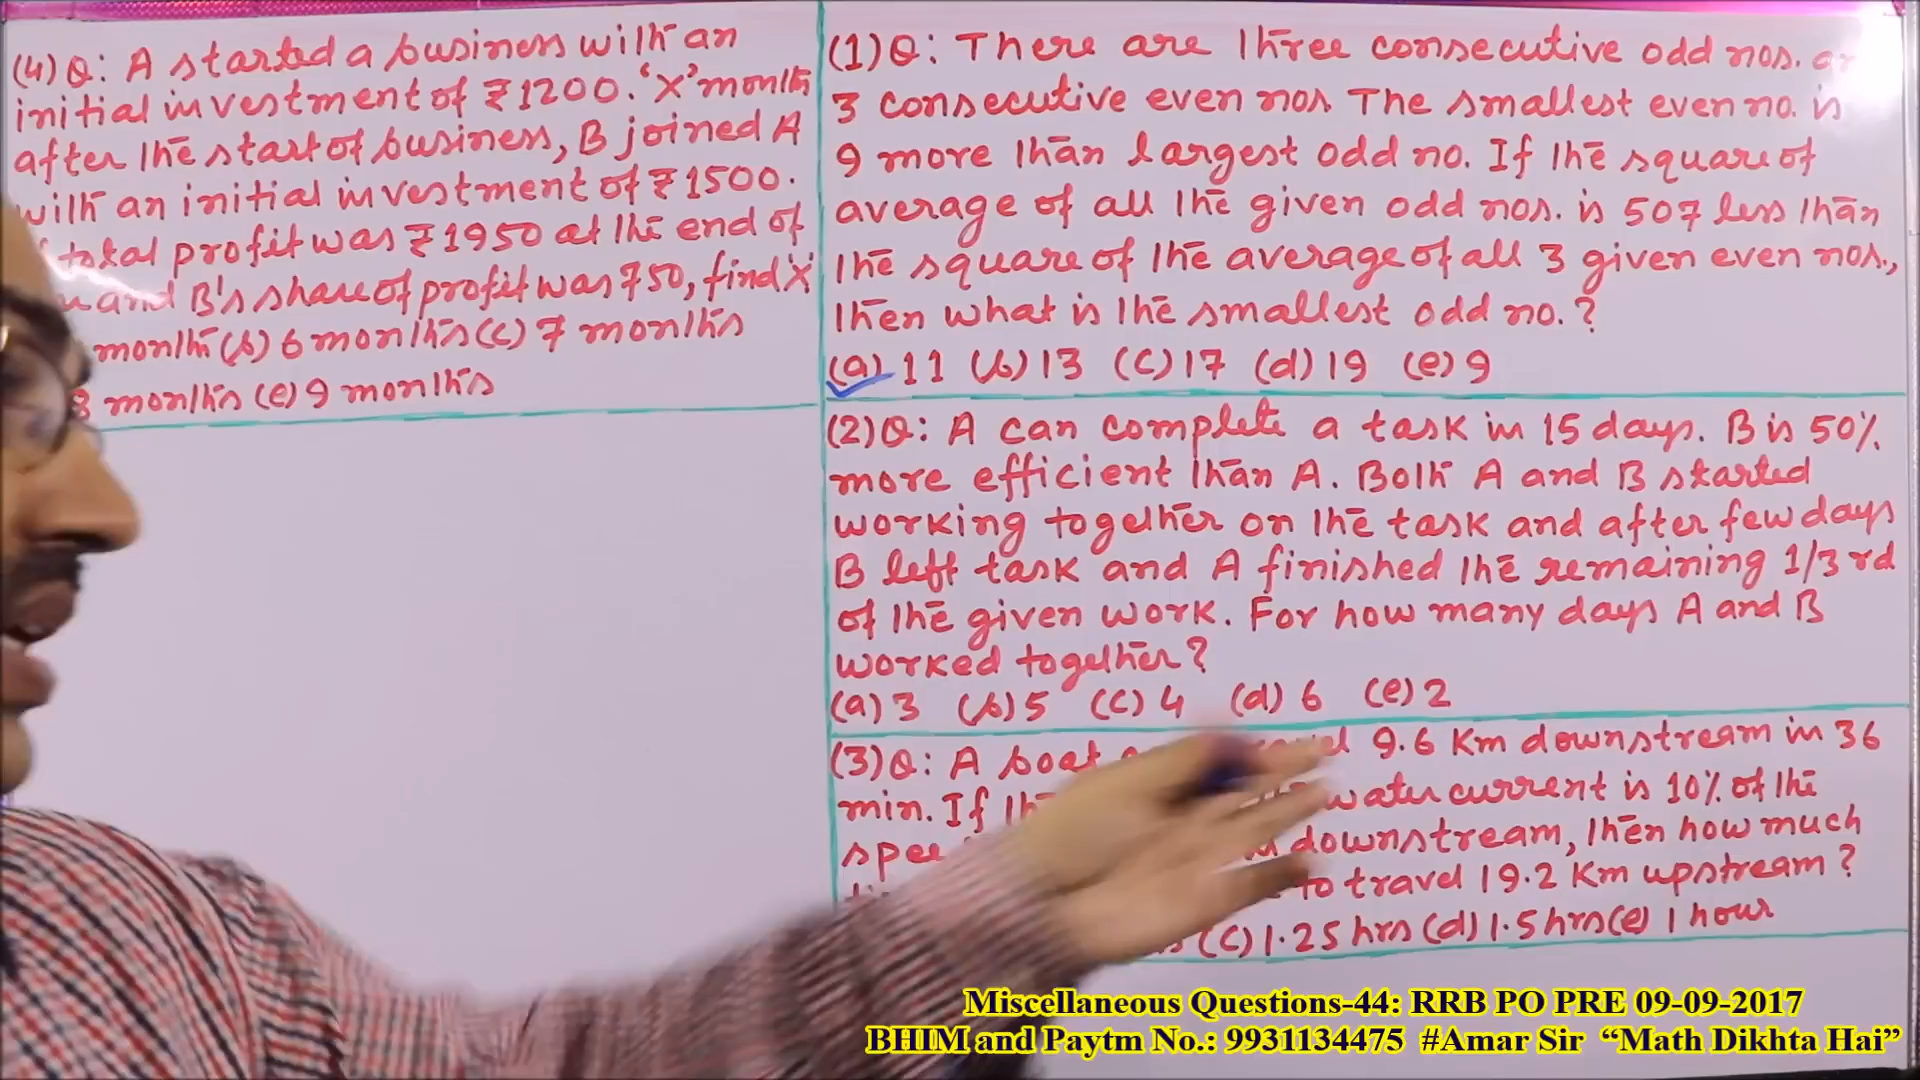 (4)Q: A started a business with an
initial investment of ₹1200. 'X' month
after the start of business, B joined A
with an initial investment of ₹1500.
total profit was ₹1950 at the end of
and B's share of profit was 750, find 'X'
month (b) 6 months (c) 7 months
8 months (e) 9 months
(1)Q: There are three consecutive odd nos.
3 consecutive even nos. The smallest even no. is
9 more than largest odd no. If the square of
average of all the given odd nos. is 507 less than
the square of the average of all 3 given even nos.,
then what is the smallest odd no.?
(a) 11 (b) 13 (c) 17 (d) 19 (e) 9
(2)Q: A can complete a task in 15 days. B is 50%
more efficient than A. Both A and B started
working together on the task and after few days
B left task and A finished the remaining 1/3 rd
of the given work. For how many days A and B
worked together?
(a) 3 (b) 5 (c) 4 (d) 6 (e) 2
(3)Q: A boat 9.6 Km downstream in 36
min. If water current is 10% of the
downstream, then how much
to travel 19.2 Km upstream?
(c) 1.25 hrs (d) 1.5 hrs (e) 1 hour
Miscellaneous Questions-44: RRB PO PRE 09-09-2017
BHIM and Paytm No.: 9931134475 #Amar Sir “Math Dikhta Hai”